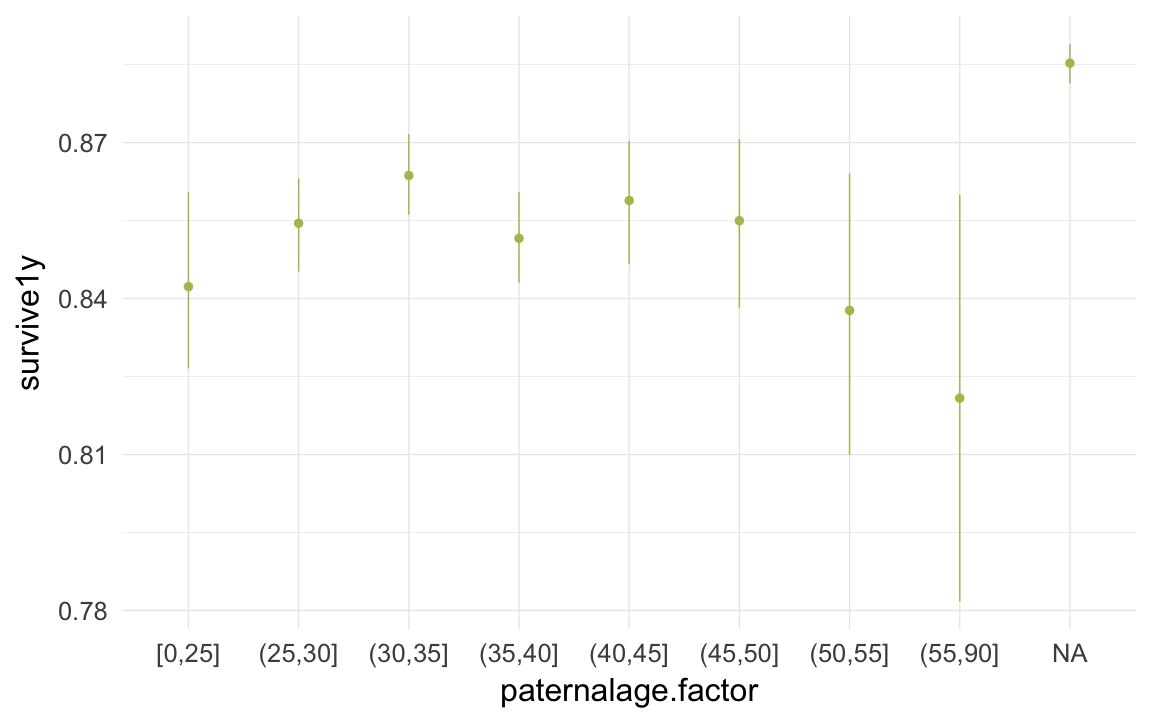 survive1y
0.87
0.84
0.81
0.78
[0,25] (25,30] (30,35] (35,40] (40,45] (45,50] (50,55] (55,90] NA
paternalage.factor